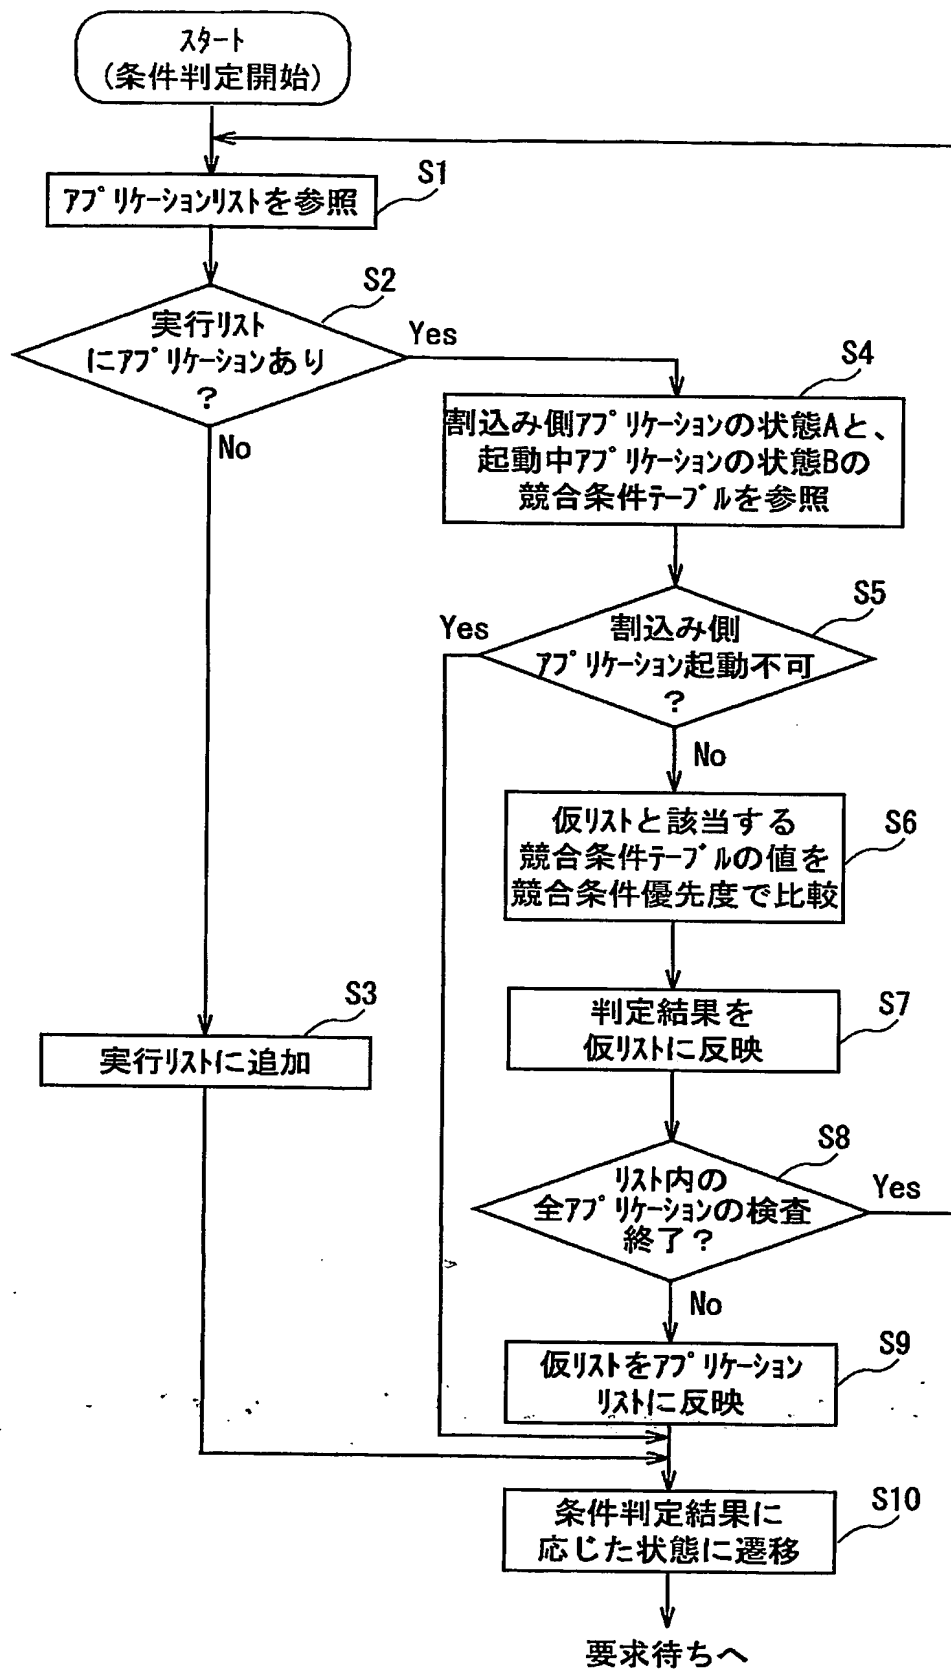 スタート
(条件判定開始)
S1
アプリケーションリストを参照
S2
実行リスト
にアプリケーションあり
?
Yes
No
S4
割込み側アプリケーションの状態Aと、
起動中アプリケーションの状態Bの
競合条件テーブルを参照
S5
割込み側
アプリケーション起動不可
?
Yes
No
S6
仮リストと該当する
競合条件テーブルの値を
競合条件優先度で比較
S7
判定結果を
仮リストに反映
S3
実行リストに追加
S8
リスト内の
全アプリケーションの検査
終了?
Yes
No
S9
仮リストをアプリケーション
リストに反映
S10
条件判定結果に
応じた状態に遷移
要求待ちへ